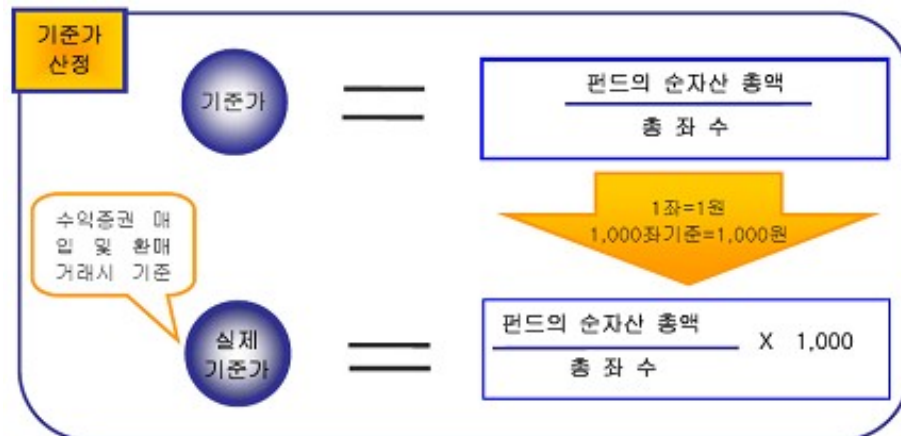 기준가
산정
기준가
펀드의 순자산 총액
총 좌 수
1좌=1원
1,000좌기준=1,000원
수익증권 매
입 및 환매
거래시 기준
실제
기준가
펀드의 순자산 총액
총 좌 수
X 1,000